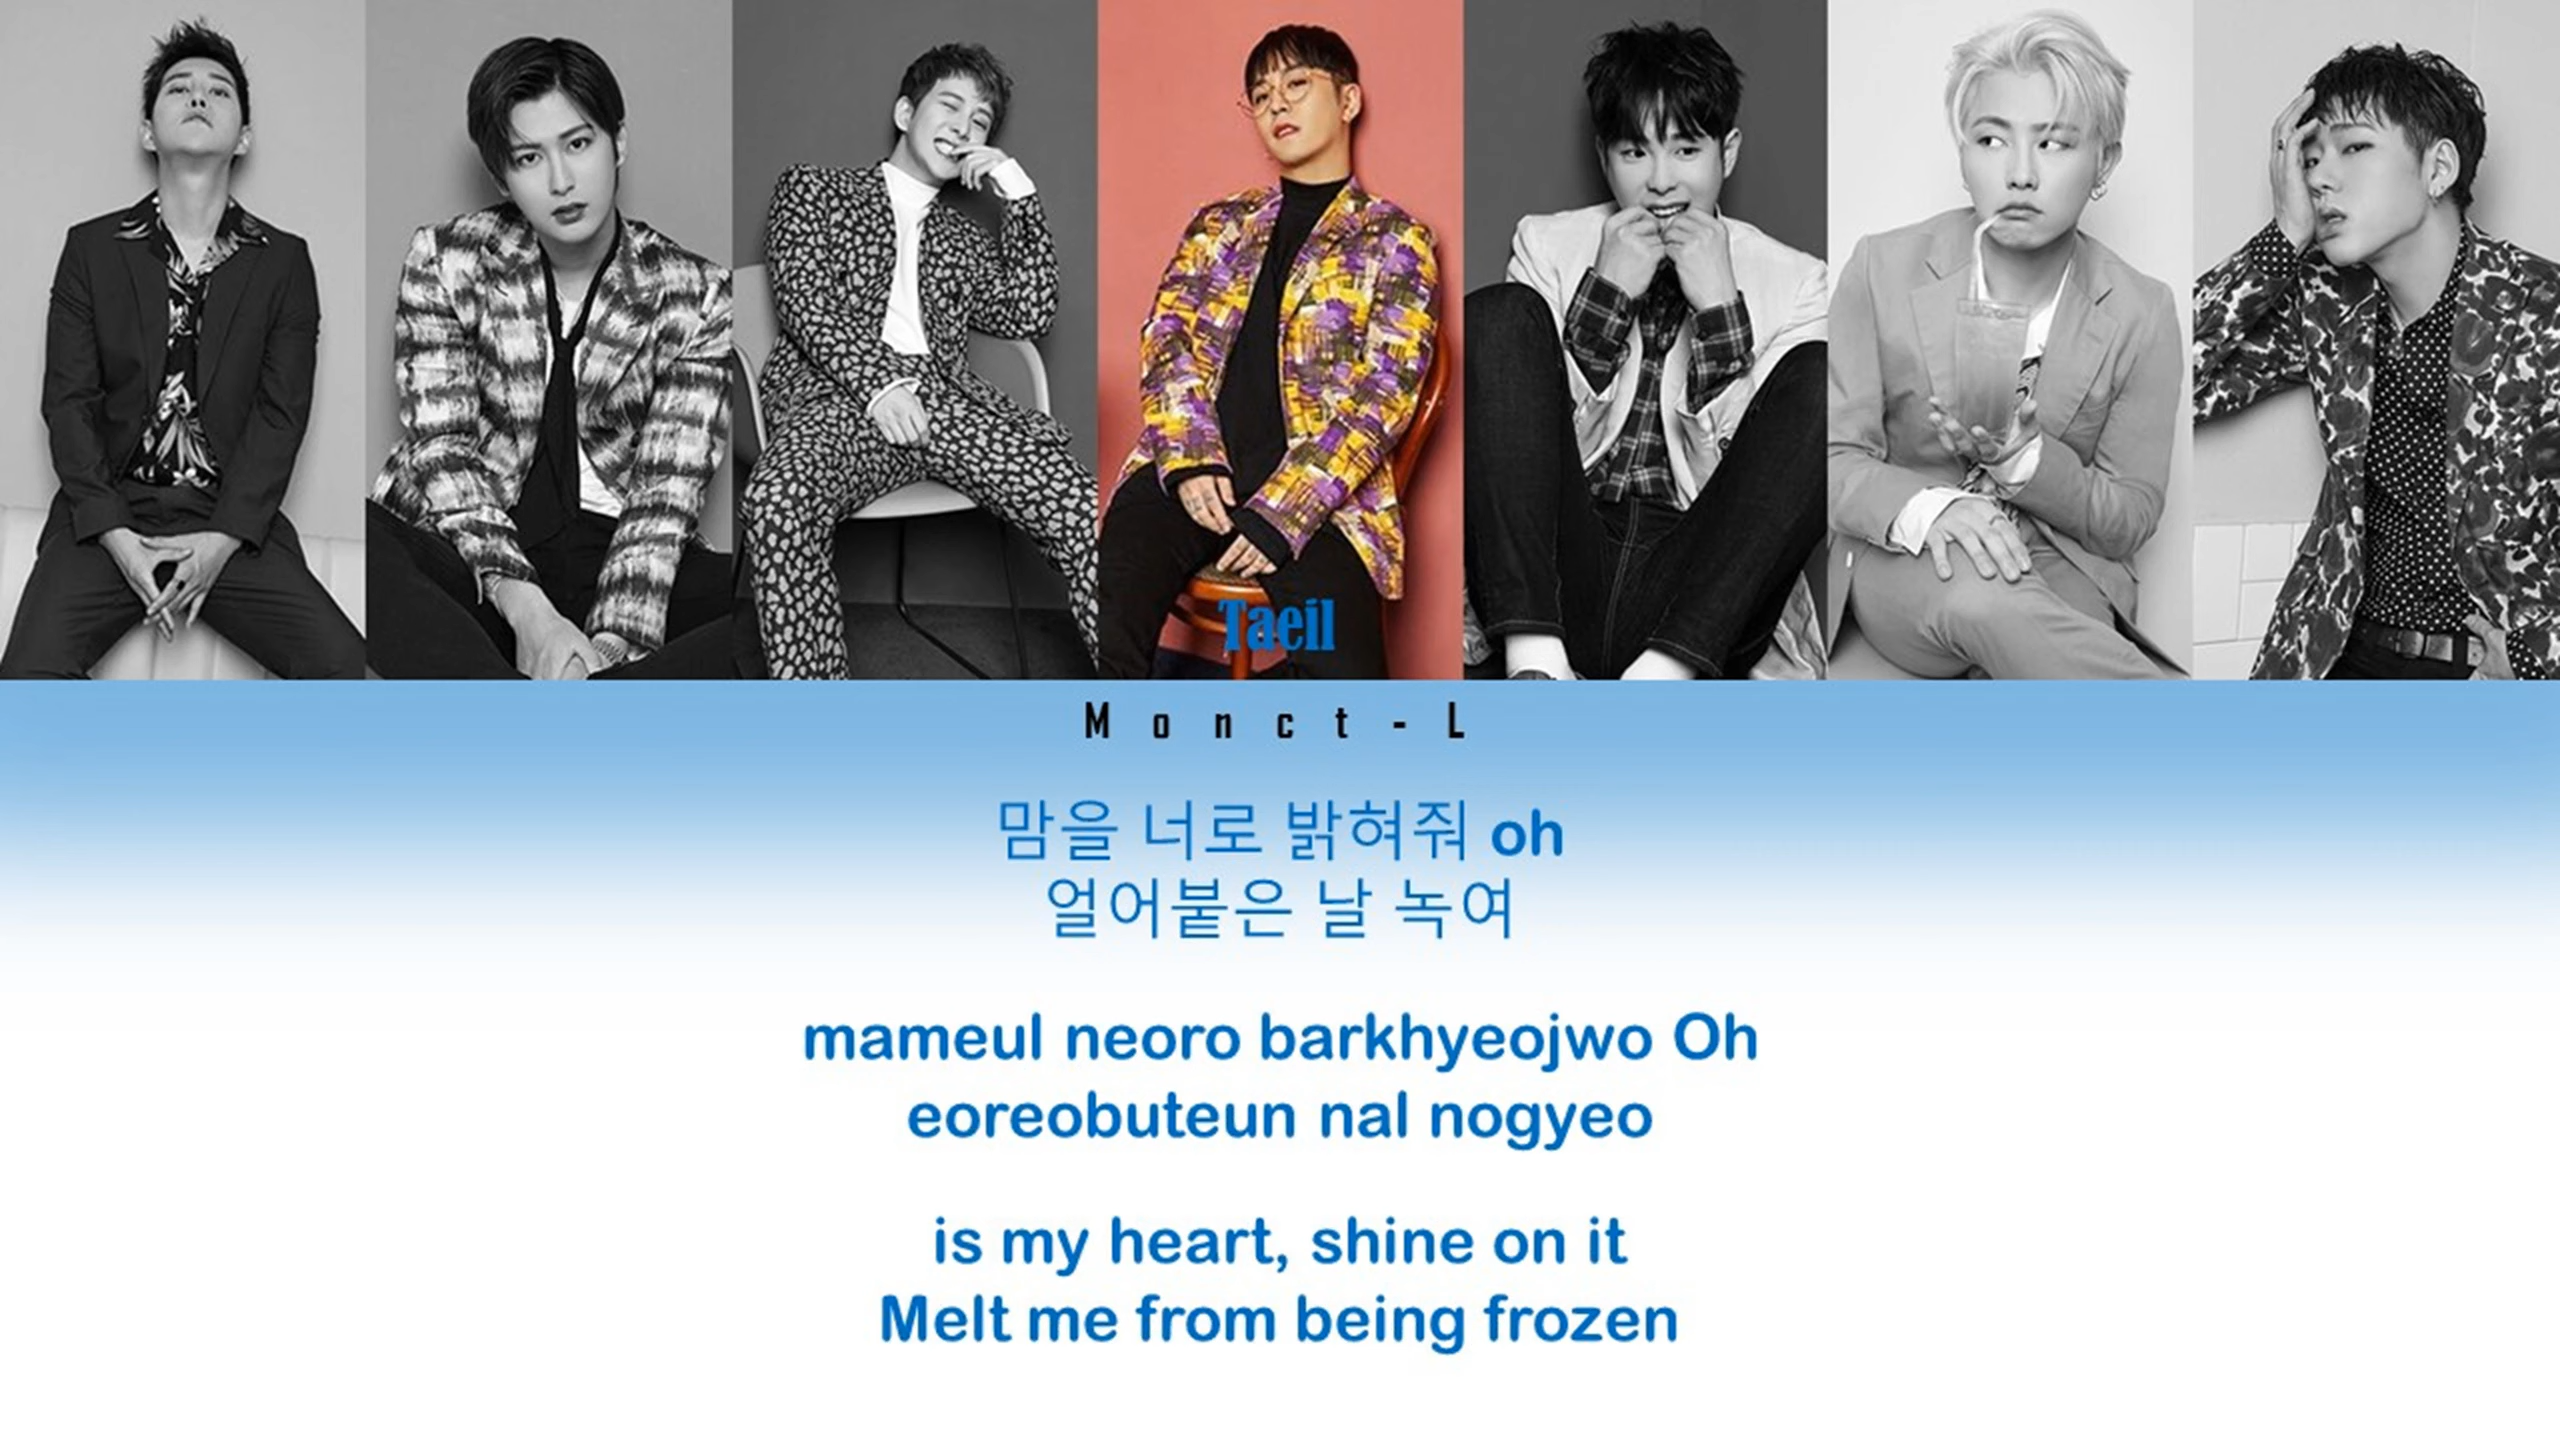 Taeil
Monct-L
맘을 너로 밝혀줘 oh
얼어붙은 날 녹여
mameul neoro barkhyeojwo Oh
eoreobuteun nal nogyeo
is my heart, shine on it
Melt me from being frozen